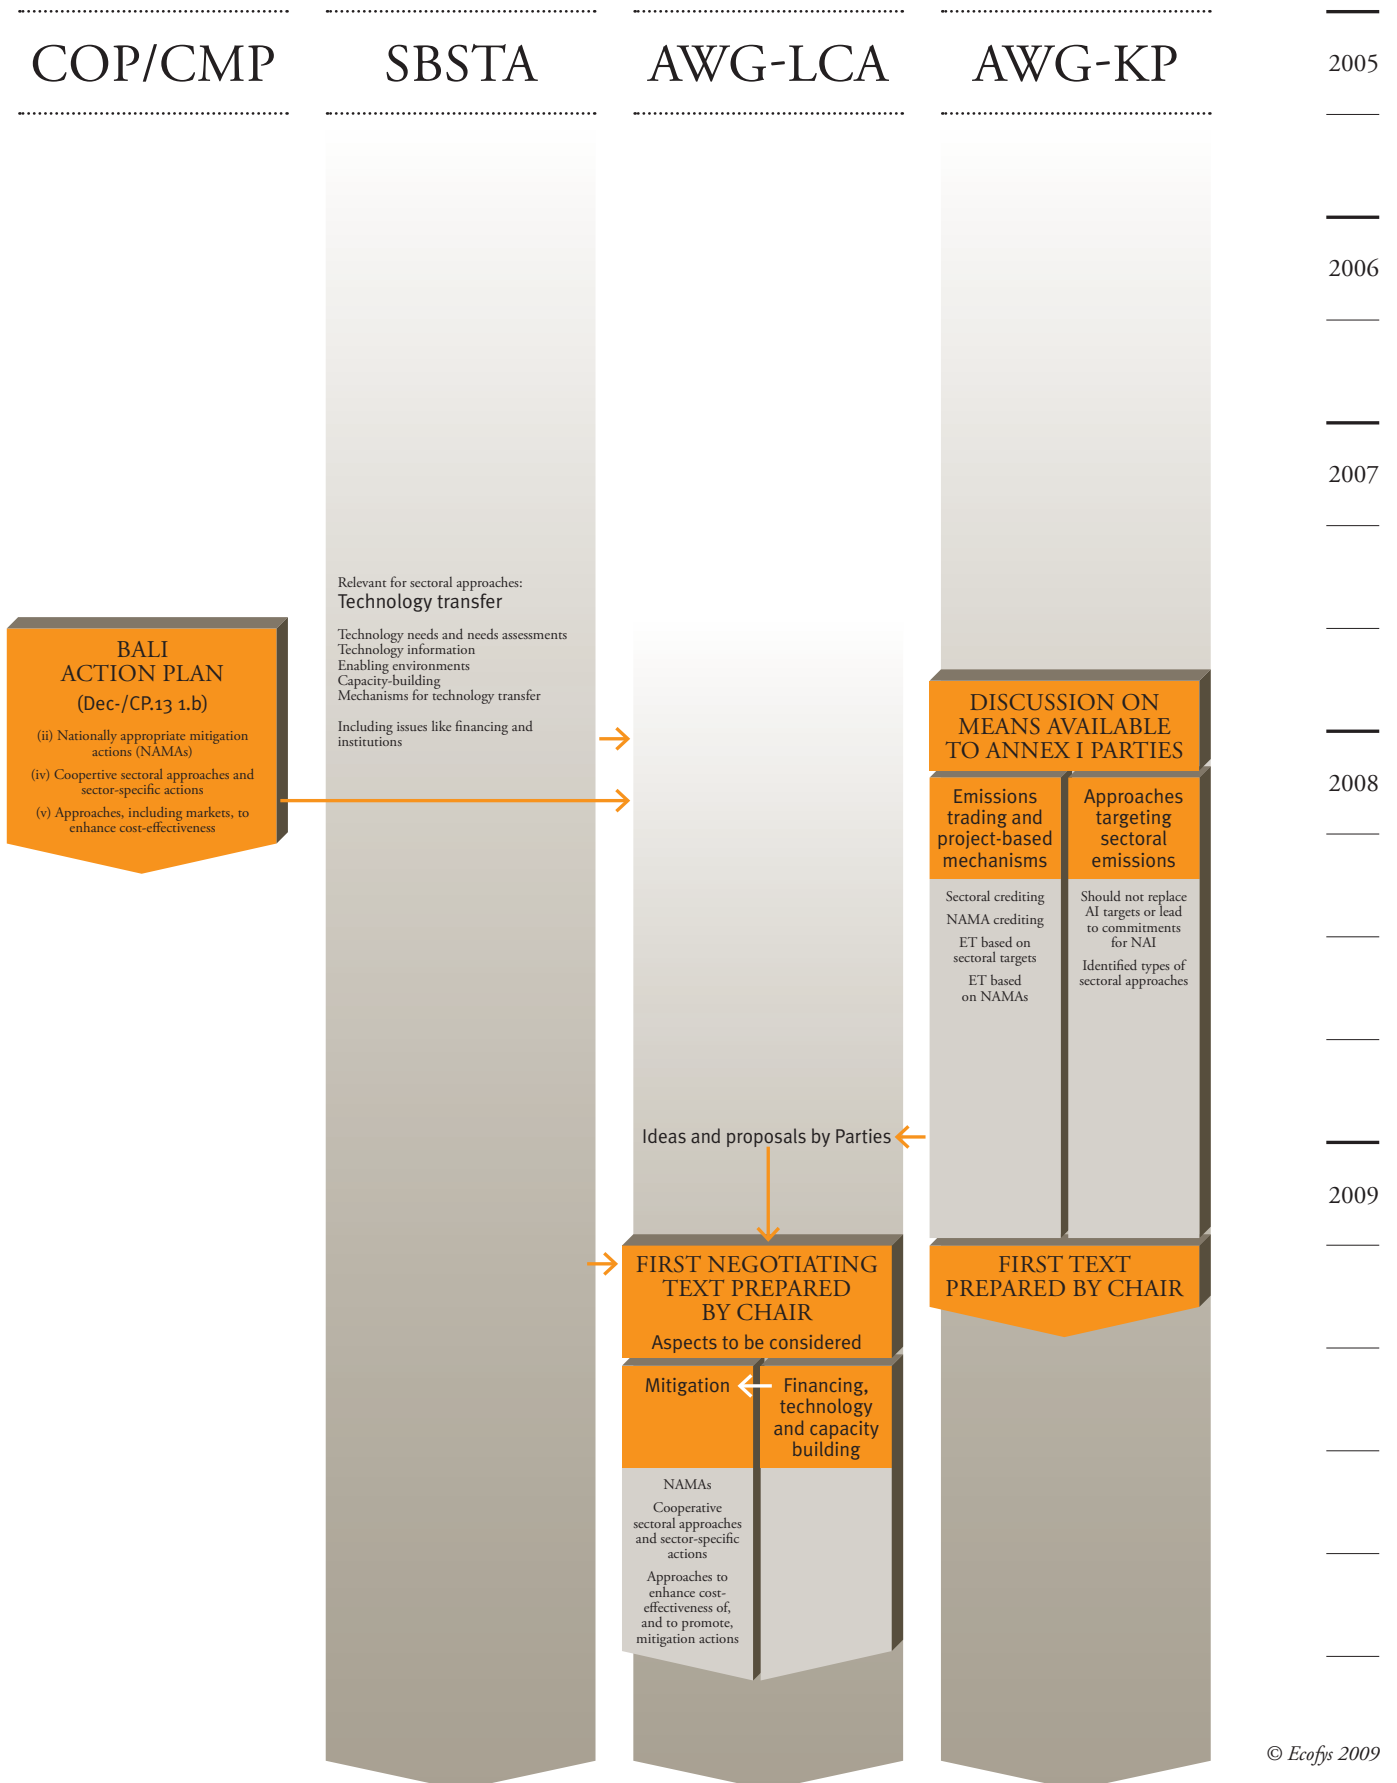 COP/CMP
SBSTA
AWG-LCA
AWG-KP
2005
2006
2007
2008
2009
BALI
ACTION PLAN
(Dec-/CP.13 1.b)
(ii) Nationally appropriate mitigation
actions (NAMAs)
(iv) Coopertive sectoral approaches and
sector-specific actions
(v) Approaches, including markets, to
enhance cost-effectiveness
Relevant for sectoral approaches:
Technology transfer
Technology needs and needs assessments
Technology information
Enabling environments
Capacity-building
Mechanisms for technology transfer
Including issues like financing and
institutions
Ideas and proposals by Parties
FIRST NEGOTIATING
TEXT PREPARED
BY CHAIR
Aspects to be considered
Mitigation
NAMAs
Cooperative
sectoral approaches
and sector-specific
actions
Approaches to
enhance cost-
effectiveness of,
and to promote,
mitigation actions
Financing,
technology
and capacity
building
DISCUSSION ON
MEANS AVAILABLE
TO ANNEX I PARTIES
Emissions
trading and
project-based
mechanisms
Sectoral crediting
NAMA crediting
ET based on
sectoral targets
ET based
on NAMAs
Approaches
targeting
sectoral
emissions
Should not replace
AI targets or lead
to commitments
for NAI
Identified types of
sectoral approaches
FIRST TEXT
PREPARED BY CHAIR
© Ecofys 2009